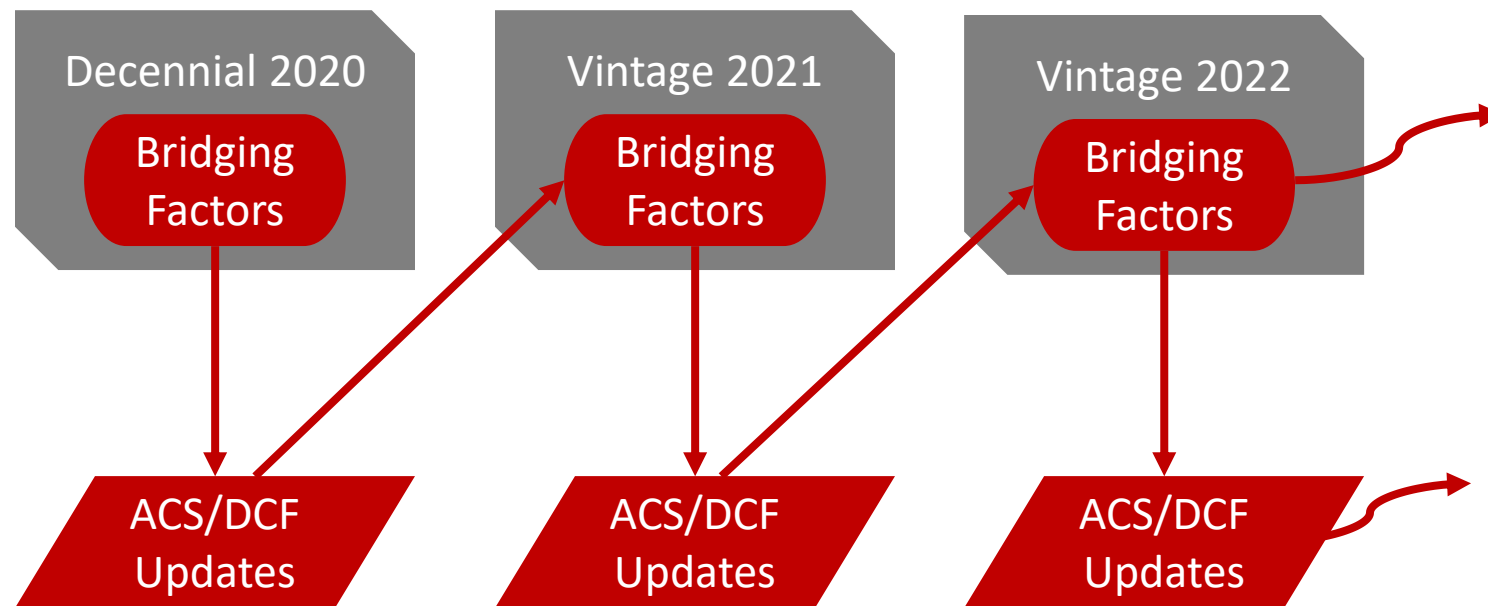 Decennial 2020
Bridging
Factors
Vintage 2021
Bridging
Factors
Vintage 2022
Bridging
Factors
ACS/DCF
Updates
ACS/DCF
Updates
ACS/DCF
Updates